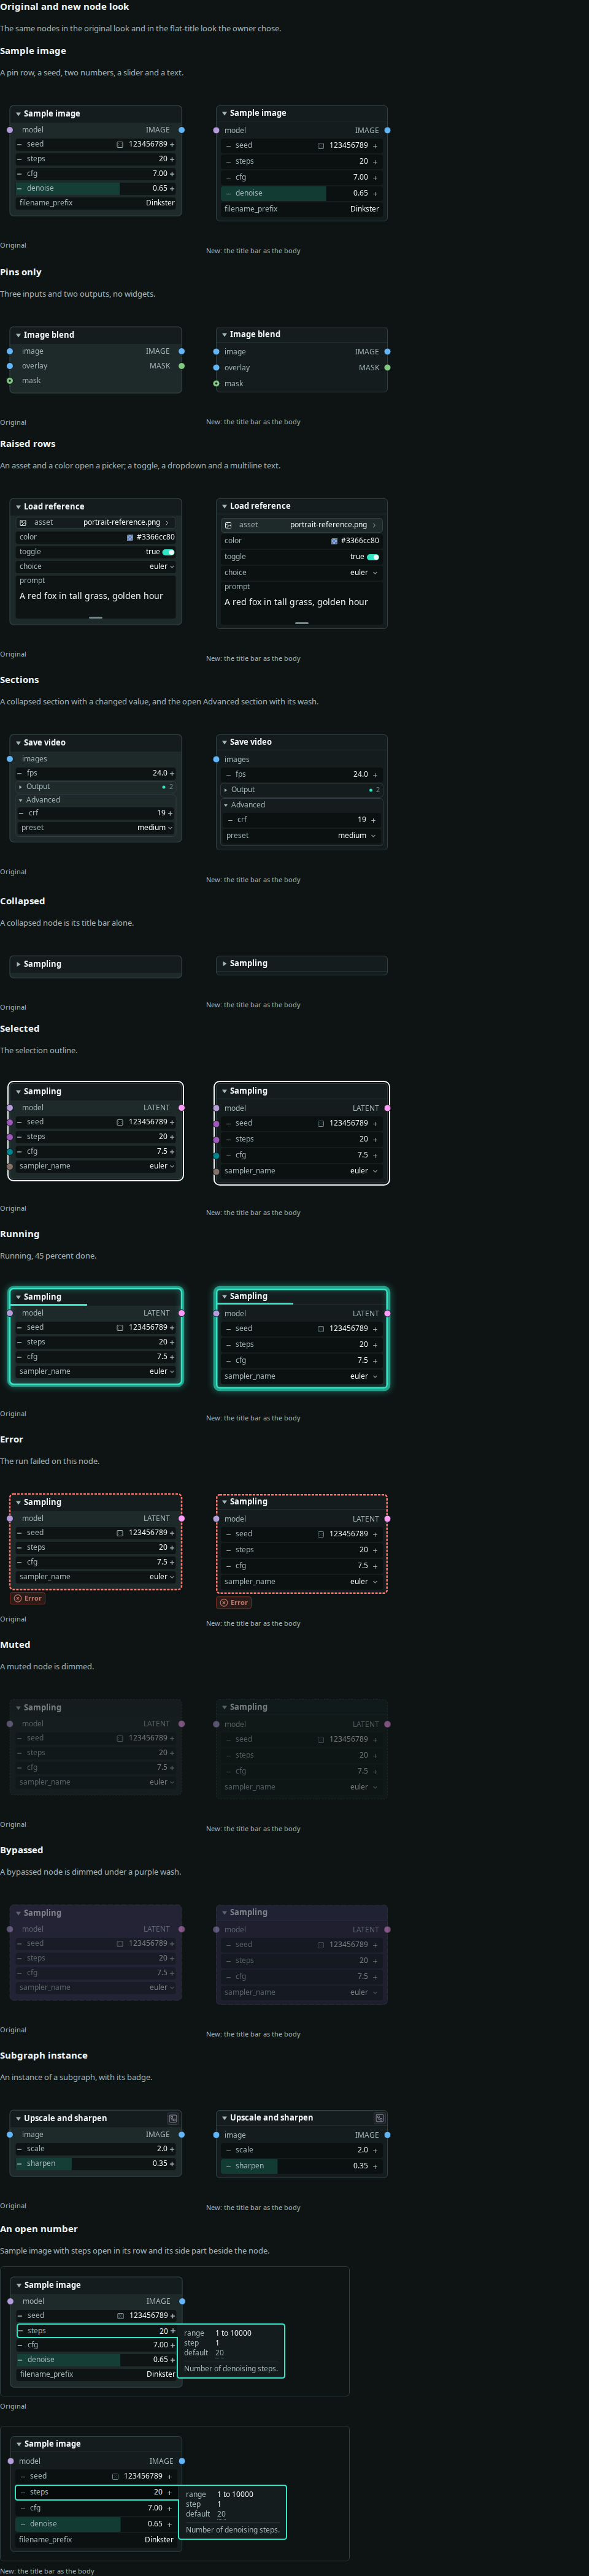 Original and new node look
The same nodes in the original look and in the flat-title look the owner chose.
Sample image
A pin row, a seed, two numbers, a slider and a text.
Sample image
model IMAGE
seed 123456789
steps 20
cfg 7.00
denoise 0.65
filename_prefix Dinkster
Original
Sample image
model IMAGE
seed 123456789
steps 20
cfg 7.00
denoise 0.65
filename_prefix Dinkster
New: the title bar as the body
Pins only
Three inputs and two outputs, no widgets.
Image blend
image IMAGE
overlay MASK
mask
Original
Image blend
image IMAGE
overlay MASK
mask
New: the title bar as the body
Raised rows
An asset and a color open a picker; a toggle, a dropdown and a multiline text.
Load reference
asset portrait-reference.png
color #3366cc80
toggle true
choice euler
prompt
A red fox in tall grass, golden hour
Original
Load reference
asset portrait-reference.png
color #3366cc80
toggle true
choice euler
prompt
A red fox in tall grass, golden hour
New: the title bar as the body
Sections
A collapsed section with a changed value, and the open Advanced section with its wash.
Save video
images
fps 24.0
Output 2
Advanced
crf 19
preset medium
Original
Save video
images
fps 24.0
Output 2
Advanced
crf 19
preset medium
New: the title bar as the body
Collapsed
A collapsed node is its title bar alone.
Sampling
Original
Sampling
New: the title bar as the body
Selected
The selection outline.
Sampling
model LATENT
seed 123456789
steps 20
cfg 7.5
sampler_name euler
Original
Sampling
model LATENT
seed 123456789
steps 20
cfg 7.5
sampler_name euler
New: the title bar as the body
Running
Running, 45 percent done.
Sampling
model LATENT
seed 123456789
steps 20
cfg 7.5
sampler_name euler
Original
Sampling
model LATENT
seed 123456789
steps 20
cfg 7.5
sampler_name euler
New: the title bar as the body
Error
The run failed on this node.
Sampling
model LATENT
seed 123456789
steps 20
cfg 7.5
sampler_name euler
Error
Original
Sampling
model LATENT
seed 123456789
steps 20
cfg 7.5
sampler_name euler
Error
New: the title bar as the body
Muted
A muted node is dimmed.
Sampling
model LATENT
seed 123456789
steps 20
cfg 7.5
sampler_name euler
Original
Sampling
model LATENT
seed 123456789
steps 20
cfg 7.5
sampler_name euler
New: the title bar as the body
Bypassed
A bypassed node is dimmed under a purple wash.
Sampling
model LATENT
seed 123456789
steps 20
cfg 7.5
sampler_name euler
Original
Sampling
model LATENT
seed 123456789
steps 20
cfg 7.5
sampler_name euler
New: the title bar as the body
Subgraph instance
An instance of a subgraph, with its badge.
Upscale and sharpen
image IMAGE
scale 2.0
sharpen 0.35
Original
Upscale and sharpen
image IMAGE
scale 2.0
sharpen 0.35
New: the title bar as the body
An open number
Sample image with steps open in its row and its side part beside the node.
Sample image
model IMAGE
seed 123456789
steps 20
cfg 7.00
denoise 0.65
filename_prefix Dinkster
range 1 to 10000
step 1
default 20
Number of denoising steps.
Original
Sample image
model IMAGE
seed 123456789
steps 20
cfg 7.00
denoise 0.65
filename_prefix Dinkster
range 1 to 10000
step 1
default 20
Number of denoising steps.
New: the title bar as the body